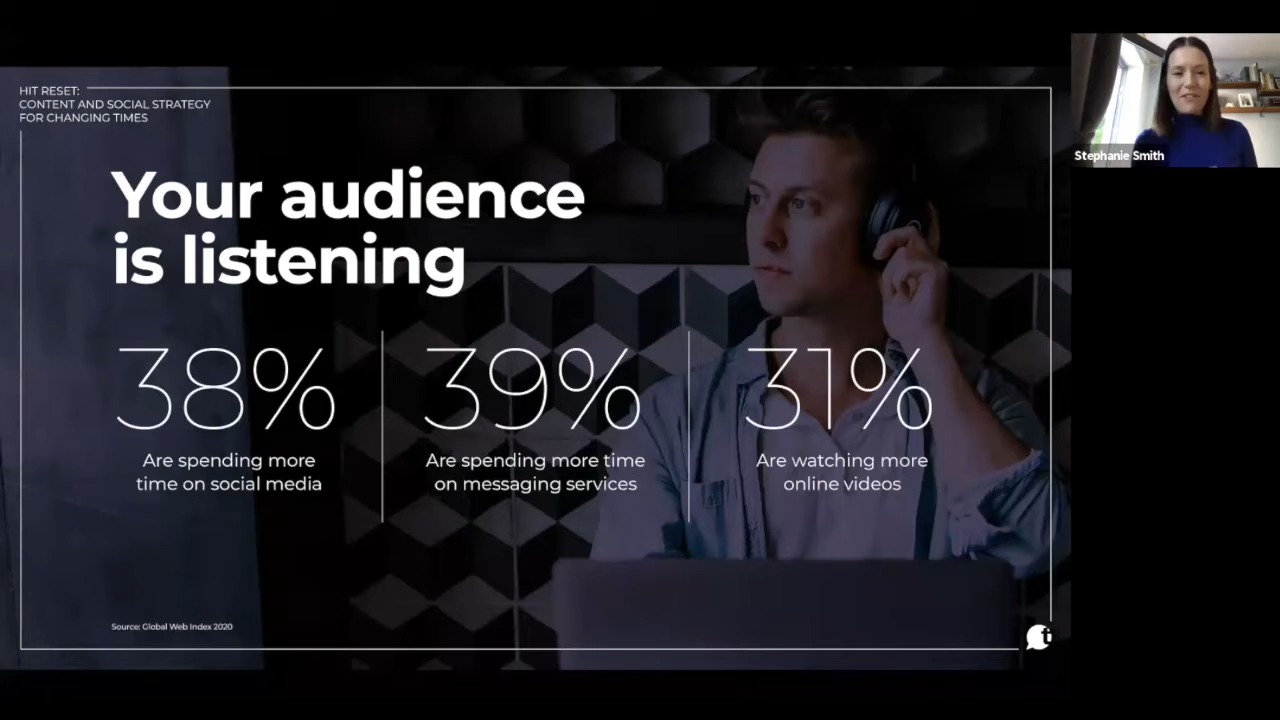 HIT RESET:
CONTENT AND SOCIAL STRATEGY
FOR CHANGING TIMES
Stephanie Smith
Your audience
is listening
38%
Are spending more
time on social media
39%
Are spending more time
on messaging services
31%
Are watching more
online videos
Source: Global Web Index 2020
t